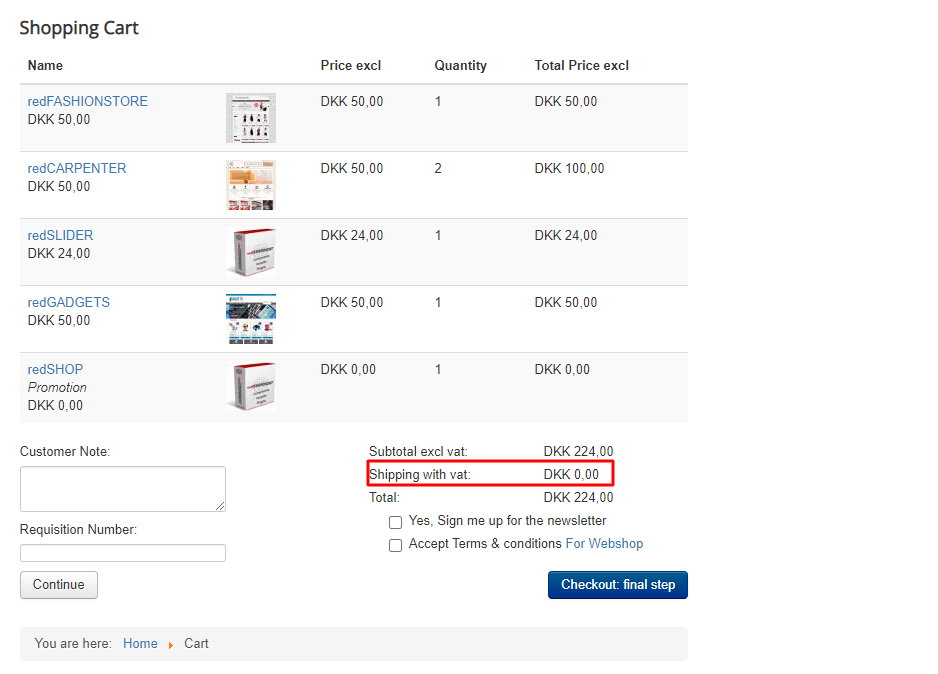 Shopping Cart
Name Price excl Quantity Total Price excl
redFASHIONSTORE DKK 50,00 1 DKK 50,00
DKK 50,00
redCARPENTER DKK 50,00 2 DKK 100,00
DKK 50,00
redSLIDER DKK 24,00 1 DKK 24,00
DKK 24,00
redGADGETS DKK 50,00 1 DKK 50,00
DKK 50,00
redSHOP DKK 0,00 1 DKK 0,00
Promotion
DKK 0,00
Customer Note:
Requisition Number:
Continue
Subtotal excl vat: DKK 224,00
Shipping with vat: DKK 0,00
Total: DKK 224,00
Yes, Sign me up for the newsletter
Accept Terms & conditions For Webshop
Checkout: final step
You are here: Home Cart